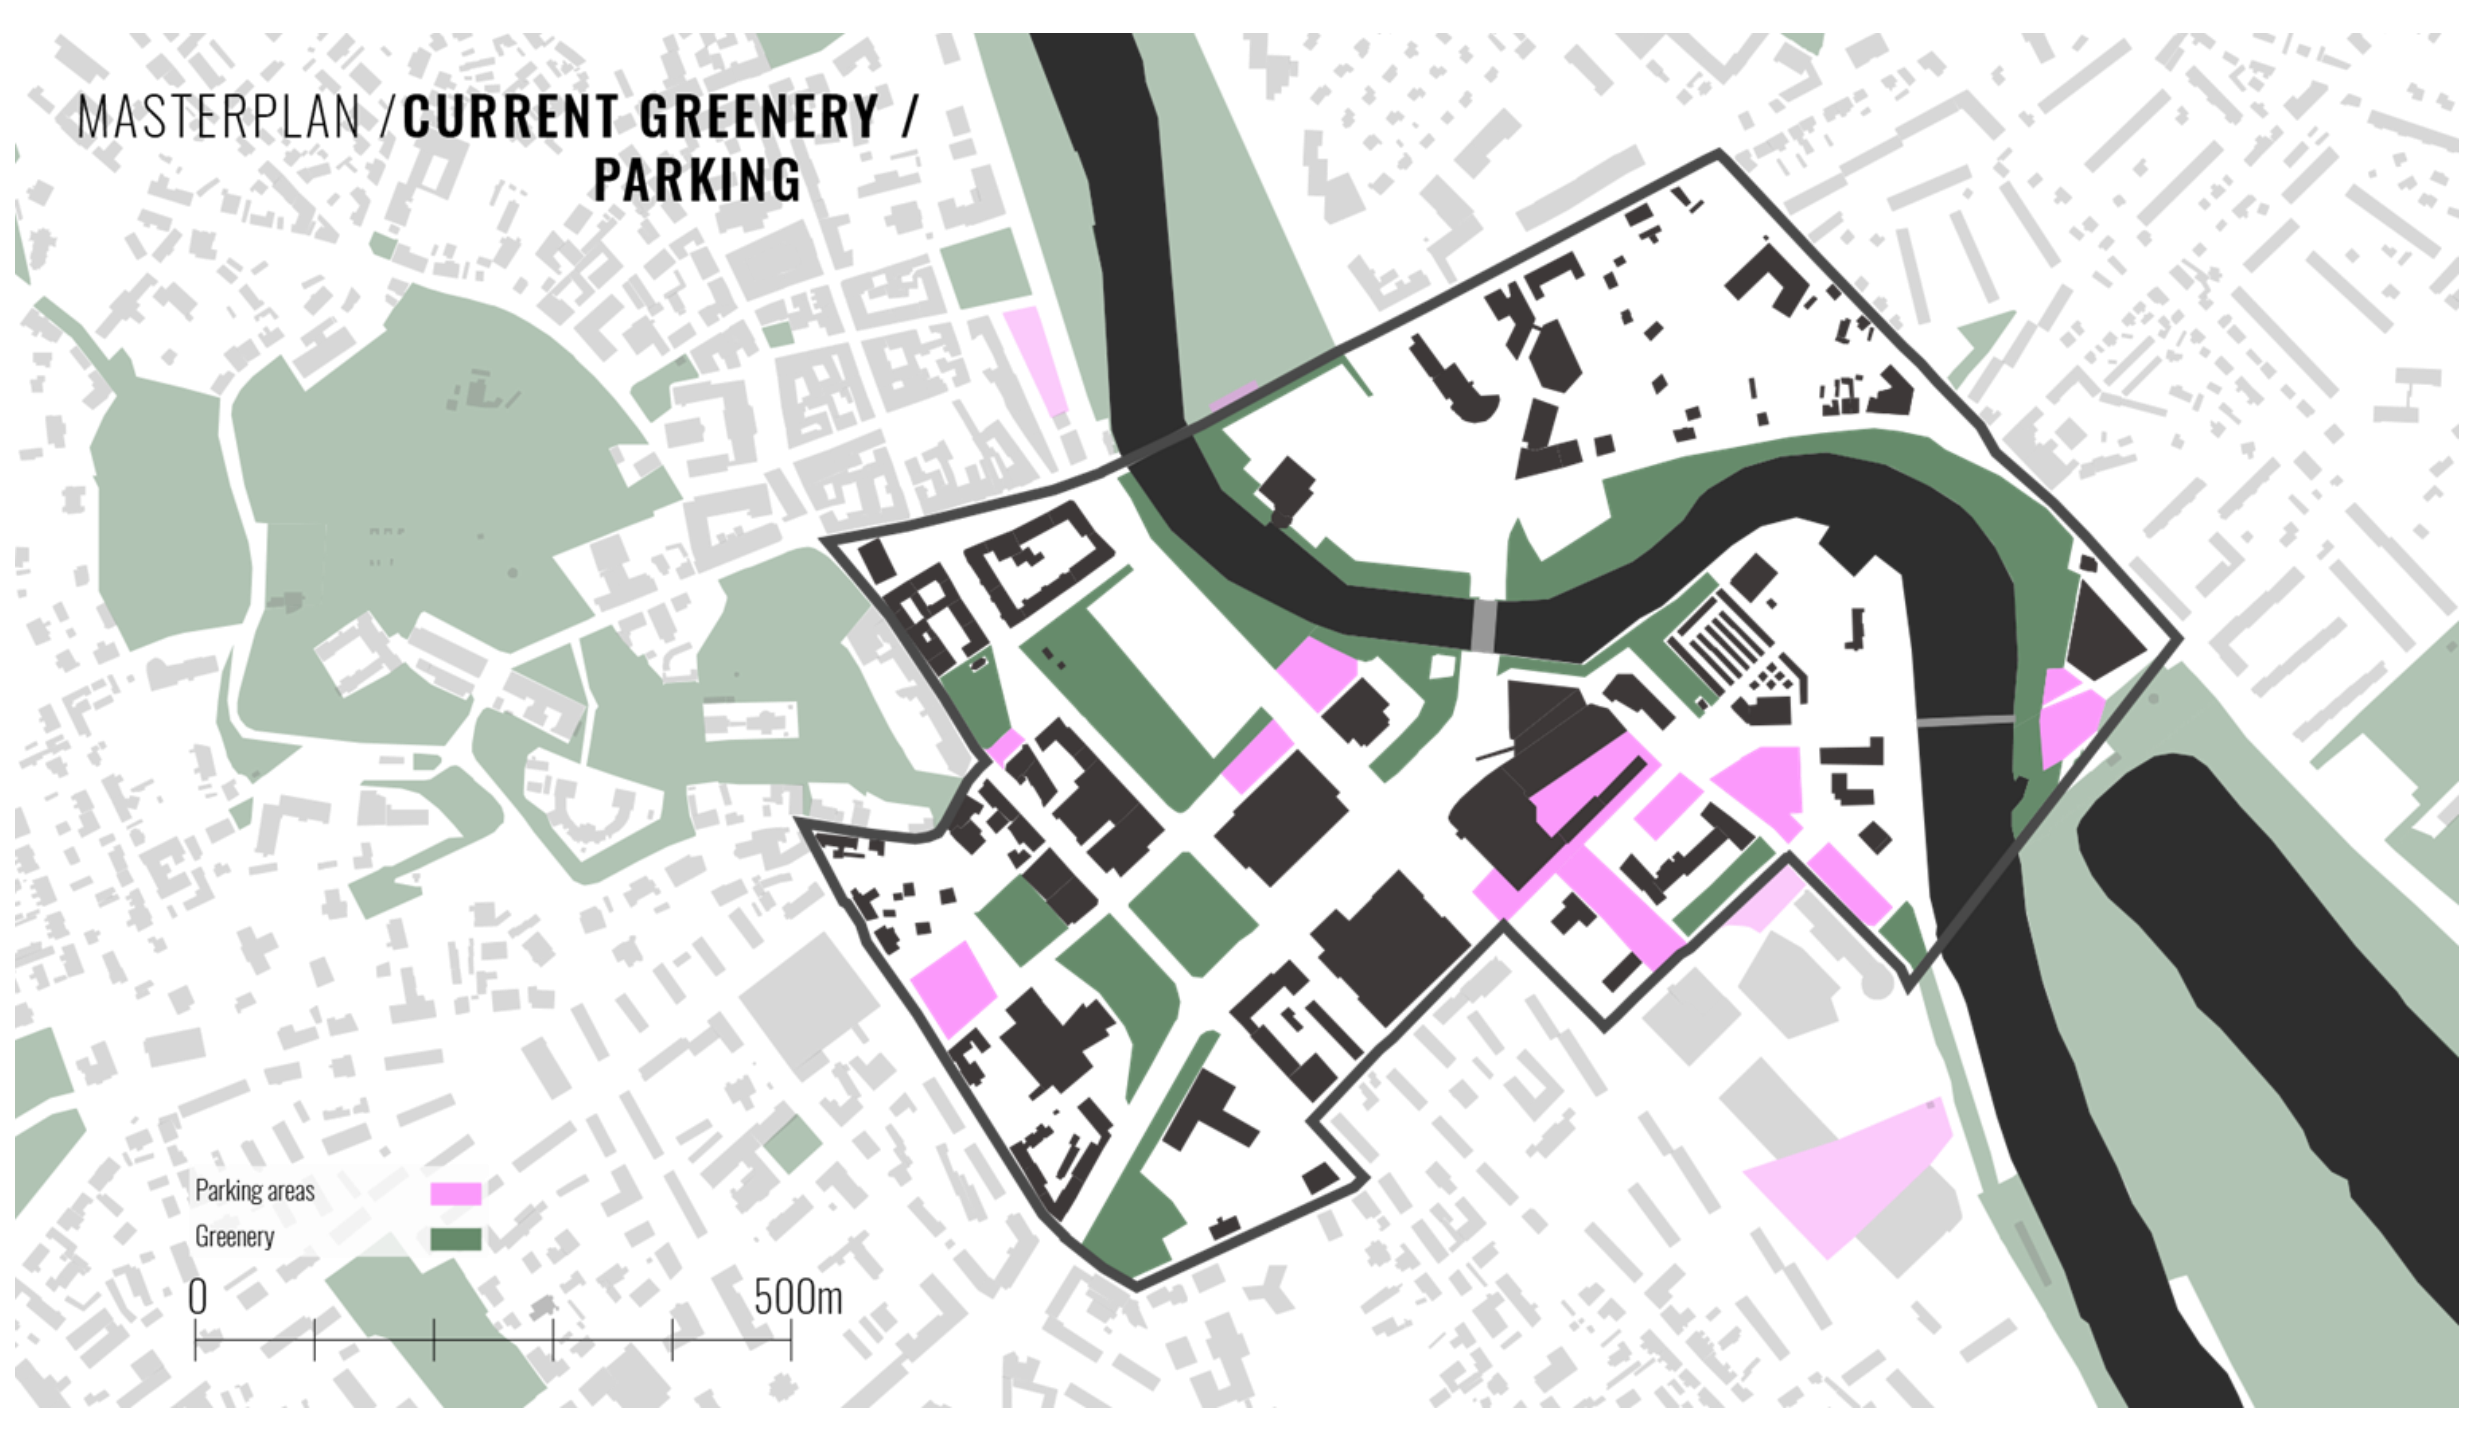 MASTERPLAN / CURRENT GREENERY /
PARKING
Parking areas
Greenery
0 500m